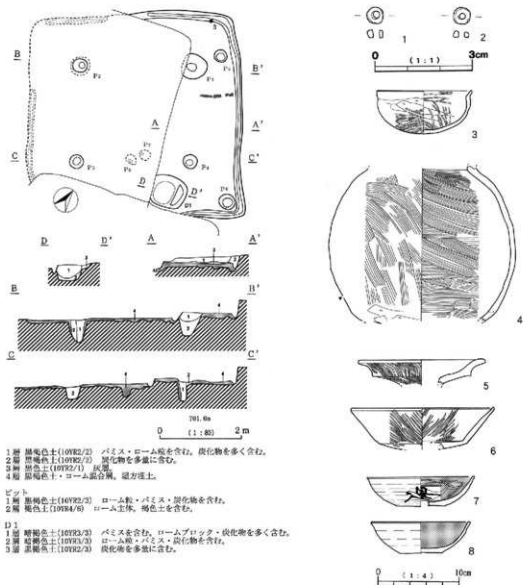 B
B'
A
A'
C
C'
D
D'
D1
D
D'
A
A'
B
B'
C
C'
701.0m
0 (1:80) 2m
1層 黒褐色土(10YR2/2) パミス・ローム粒を含む。炭化物を多く含む。
2層 黒褐色土(10YR2/2) 炭化物を多量に含む。
3層 黒色土(10YR2/1) 灰層。
4層 黒褐色土・ローム混合層。堀方埋土。
ピット
1層 黒褐色土(10YR2/2) ローム粒・パミス・炭化物を含む。
2層 褐色土(10YR4/6) ローム主体。褐色土を含む。
D1
1層 暗褐色土(10YR3/3) パミスを含む。ロームブロック・炭化物を多く含む。
2層 暗褐色土(10YR3/3) ローム粒・パミス・炭化物を含む。
3層 黒褐色土(10YR2/3) 炭化物を多量に含む。
1
2
0 (1:1) 3cm
3
4
5
6
7
8
0 (1:4) 10cm